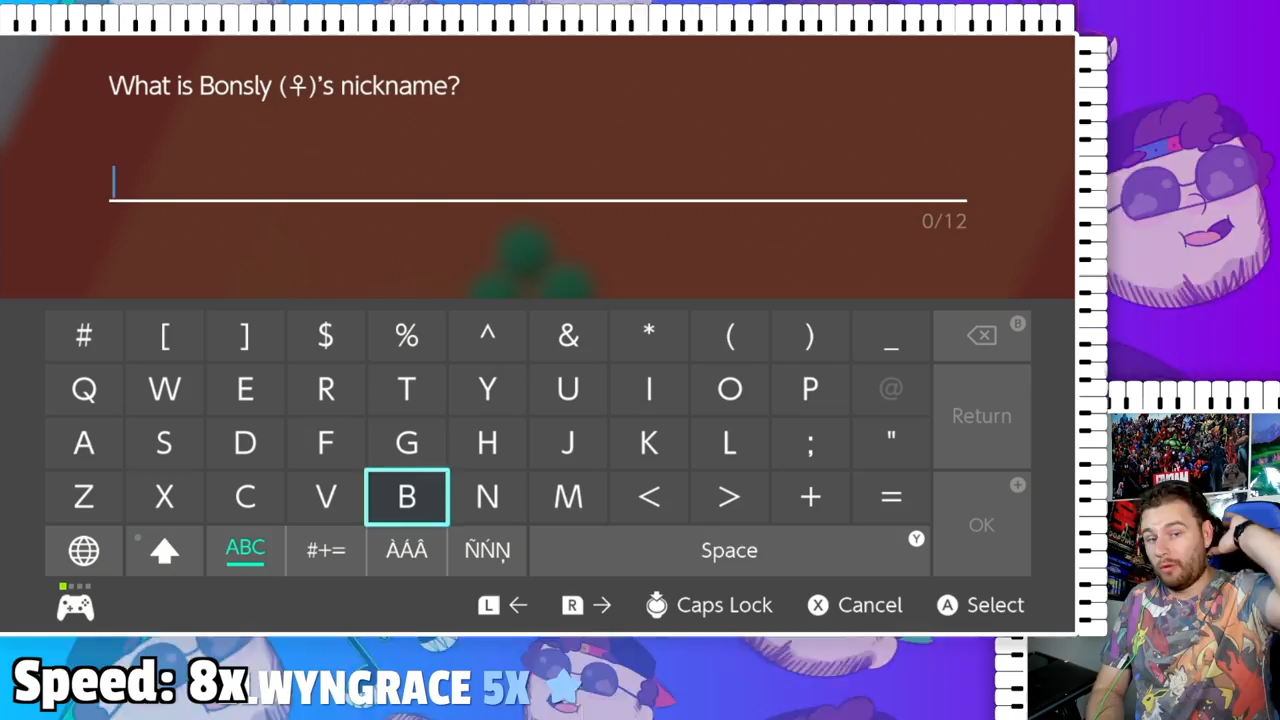 What is Bonsly (♀)'s nickname?
0/12
# [ ] $ % ^ & * ( ) _ B
Q W E R T Y U I O P @ Return
A S D F G H J K L ; "
Z X C V B N M < > + = OK
ABC #+= ÀÁÂ ÑŃŅ Space Y
L ← R → Caps Lock X Cancel A Select
Speed: 8x.WYNGRACE 5X